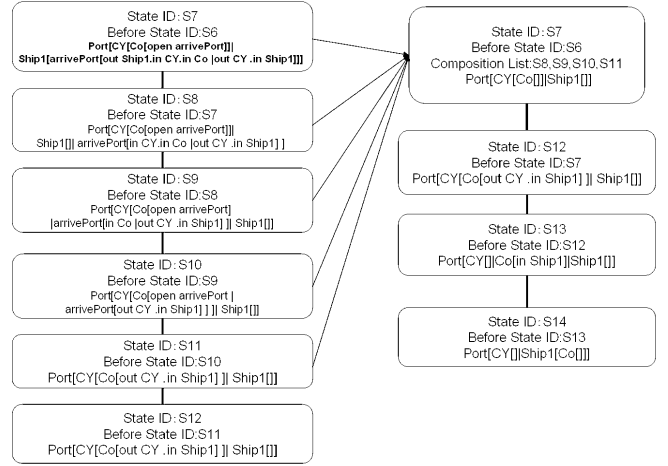 State ID:S7
Before State ID:S6
Port[CY[Co[open arrivePort]]|
Ship1[arrivePort[out Ship1.in CY.in Co |out CY .in Ship1]]]
State ID:S8
Before State ID:S7
Port[CY[Co[open arrivePort]]|
Ship1[]| arrivePort[in CY.in Co |out CY .in Ship1] ]
State ID:S9
Before State ID:S8
Port[CY[Co[open arrivePort]
|arrivePort[in Co |out CY .in Ship1] ]| Ship1[]]
State ID:S10
Before State ID:S9
Port[CY[Co[open arrivePort |
arrivePort[out CY .in Ship1] ] ]| Ship1[]]
State ID:S11
Before State ID:S10
Port[CY[Co[out CY .in Ship1] ]| Ship1[]]
State ID:S12
Before State ID:S11
Port[CY[Co[out CY .in Ship1] ]| Ship1[]]
State ID:S7
Before State ID:S6
Composition List:S8,S9,S10,S11
Port[CY[Co[]]|Ship1[]]
State ID:S12
Before State ID:S7
Port[CY[Co[out CY .in Ship1] ]| Ship1[]]
State ID:S13
Before State ID:S12
Port[CY[]|Co[in Ship1]|Ship1[]]
State ID:S14
Before State ID:S13
Port[CY[]|Ship1[Co[]]]